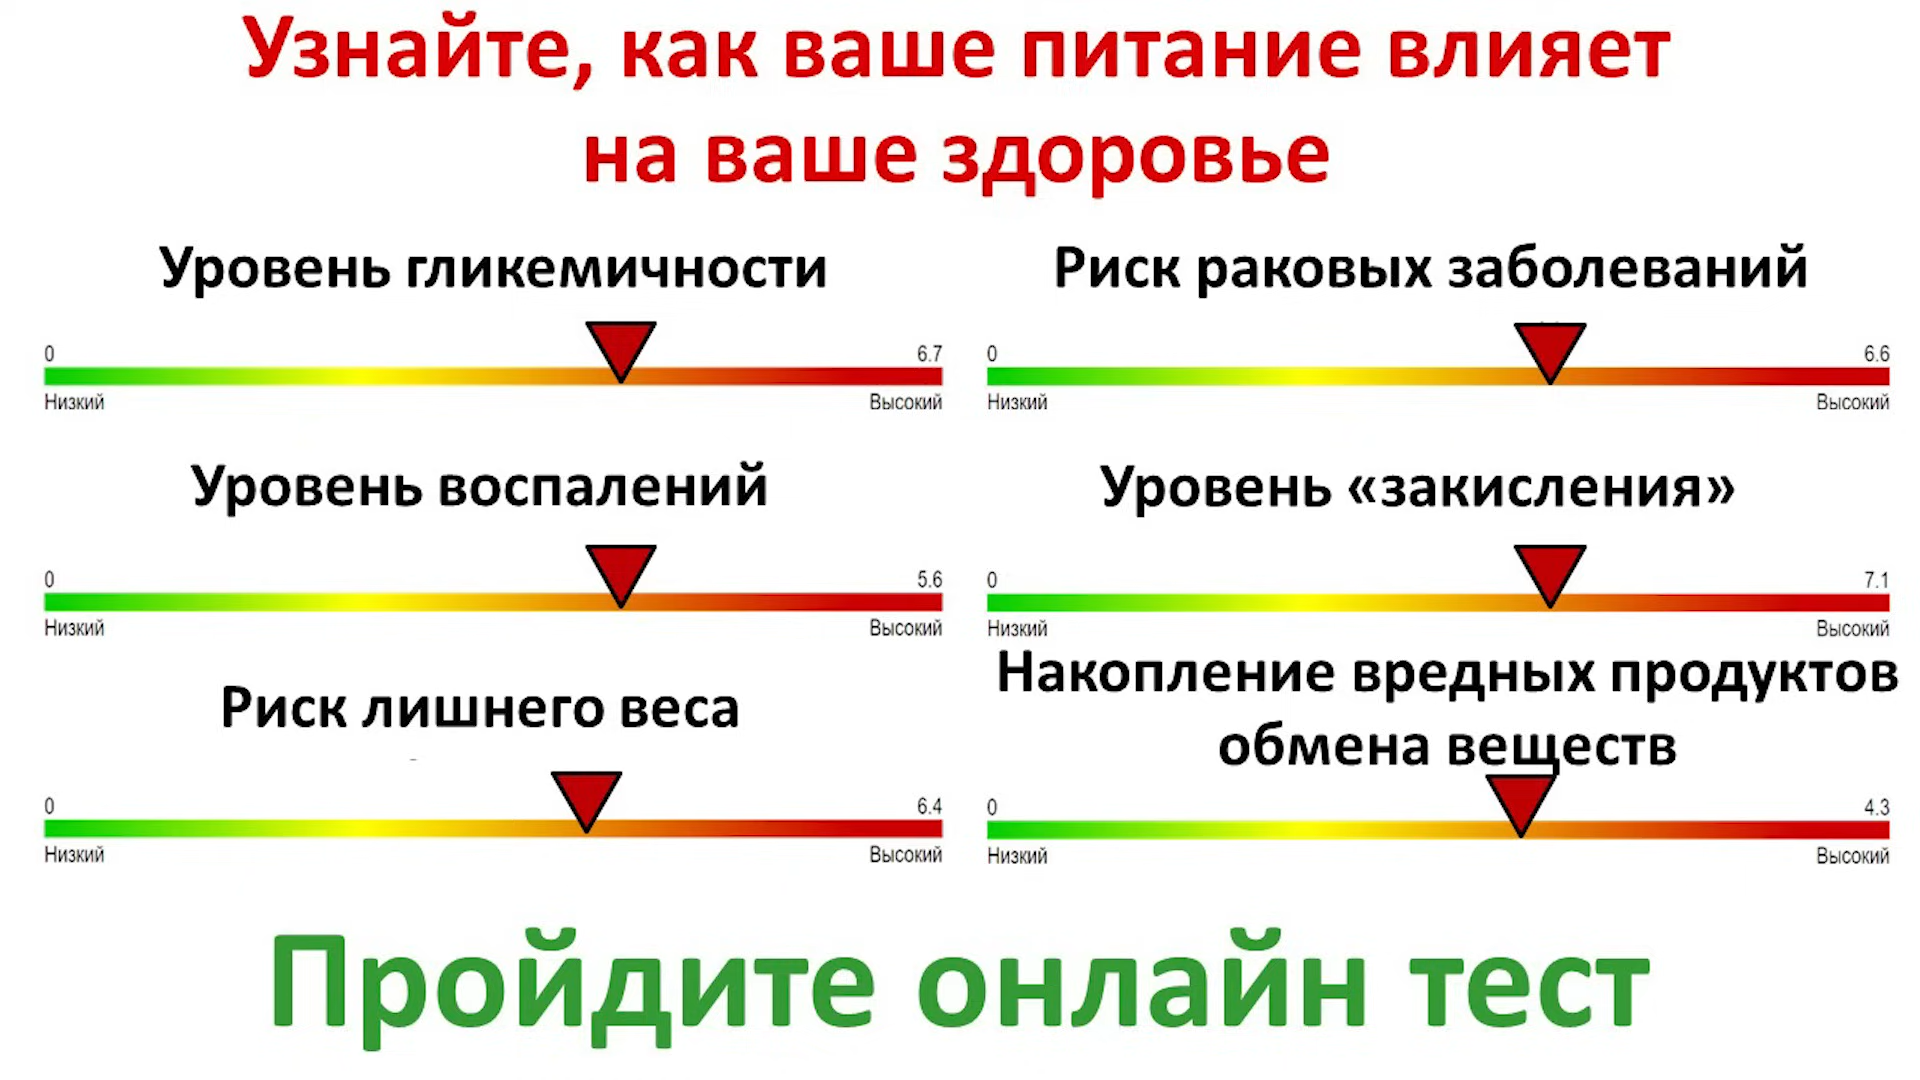 Узнайте, как ваше питание влияет
на ваше здоровье
Уровень гликемичности
0 6.7
Низкий Высокий
Риск раковых заболеваний
0 6.6
Низкий Высокий
Уровень воспалений
0 5.6
Низкий Высокий
Уровень «закисления»
0 7.1
Низкий Высокий
Риск лишнего веса
0 6.4
Низкий Высокий
Накопление вредных продуктов
обмена веществ
0 4.3
Низкий Высокий
Пройдите онлайн тест